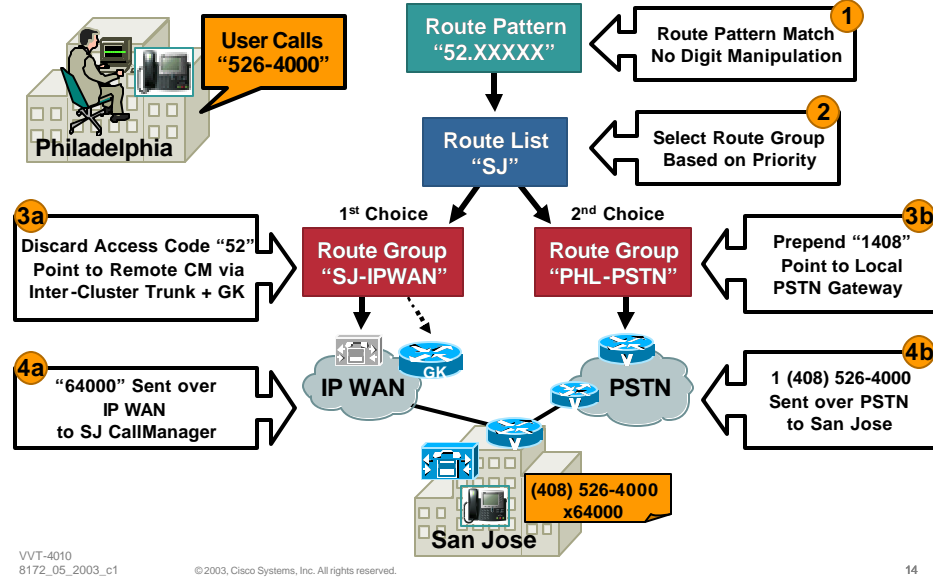 User Calls
“526-4000”
Philadelphia
Route Pattern
“52.XXXXX”
1
Route Pattern Match
No Digit Manipulation
Route List
“SJ”
2
Select Route Group
Based on Priority
3a
Discard Access Code “52”
Point to Remote CM via
Inter-Cluster Trunk + GK
1st Choice
Route Group
“SJ-IPWAN”
2nd Choice
Route Group
“PHL-PSTN”
3b
Prepend “1408”
Point to Local
PSTN Gateway
4a
“64000” Sent over
IP WAN
to SJ CallManager
IP WAN
GK
V
PSTN
V
V
4b
1 (408) 526-4000
Sent over PSTN
to San Jose
(408) 526-4000
x64000
San Jose
VVT-4010
8172_05_2003_c1
© 2003, Cisco Systems, Inc. All rights reserved.
14